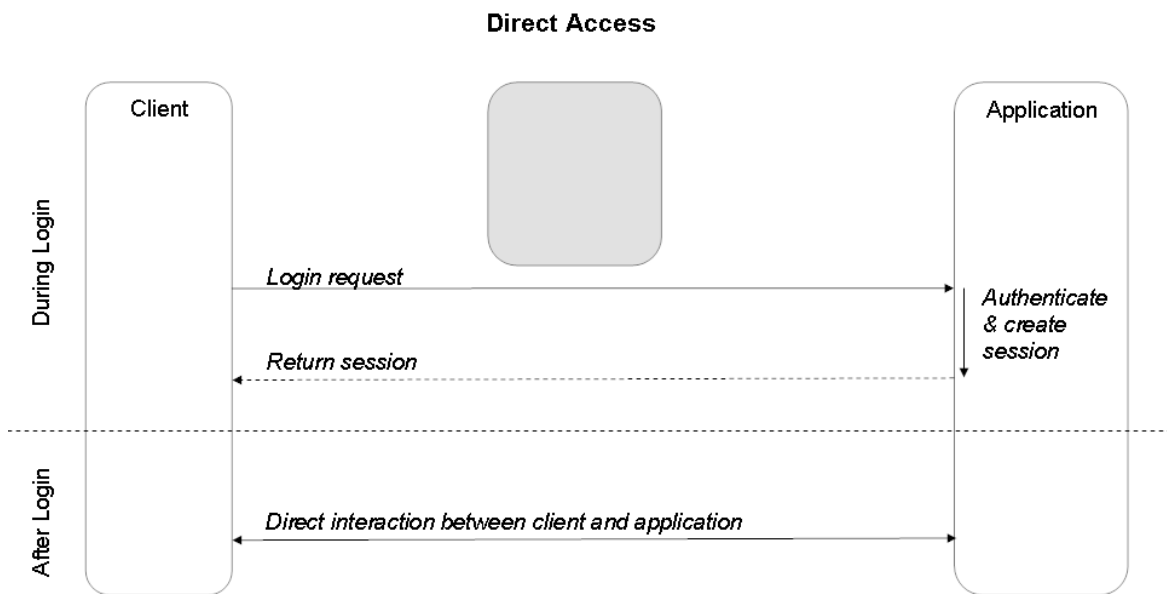 Direct Access
Client
Application
During Login
Login request
Authenticate
& create
session
Return session
After Login
Direct interaction between client and application